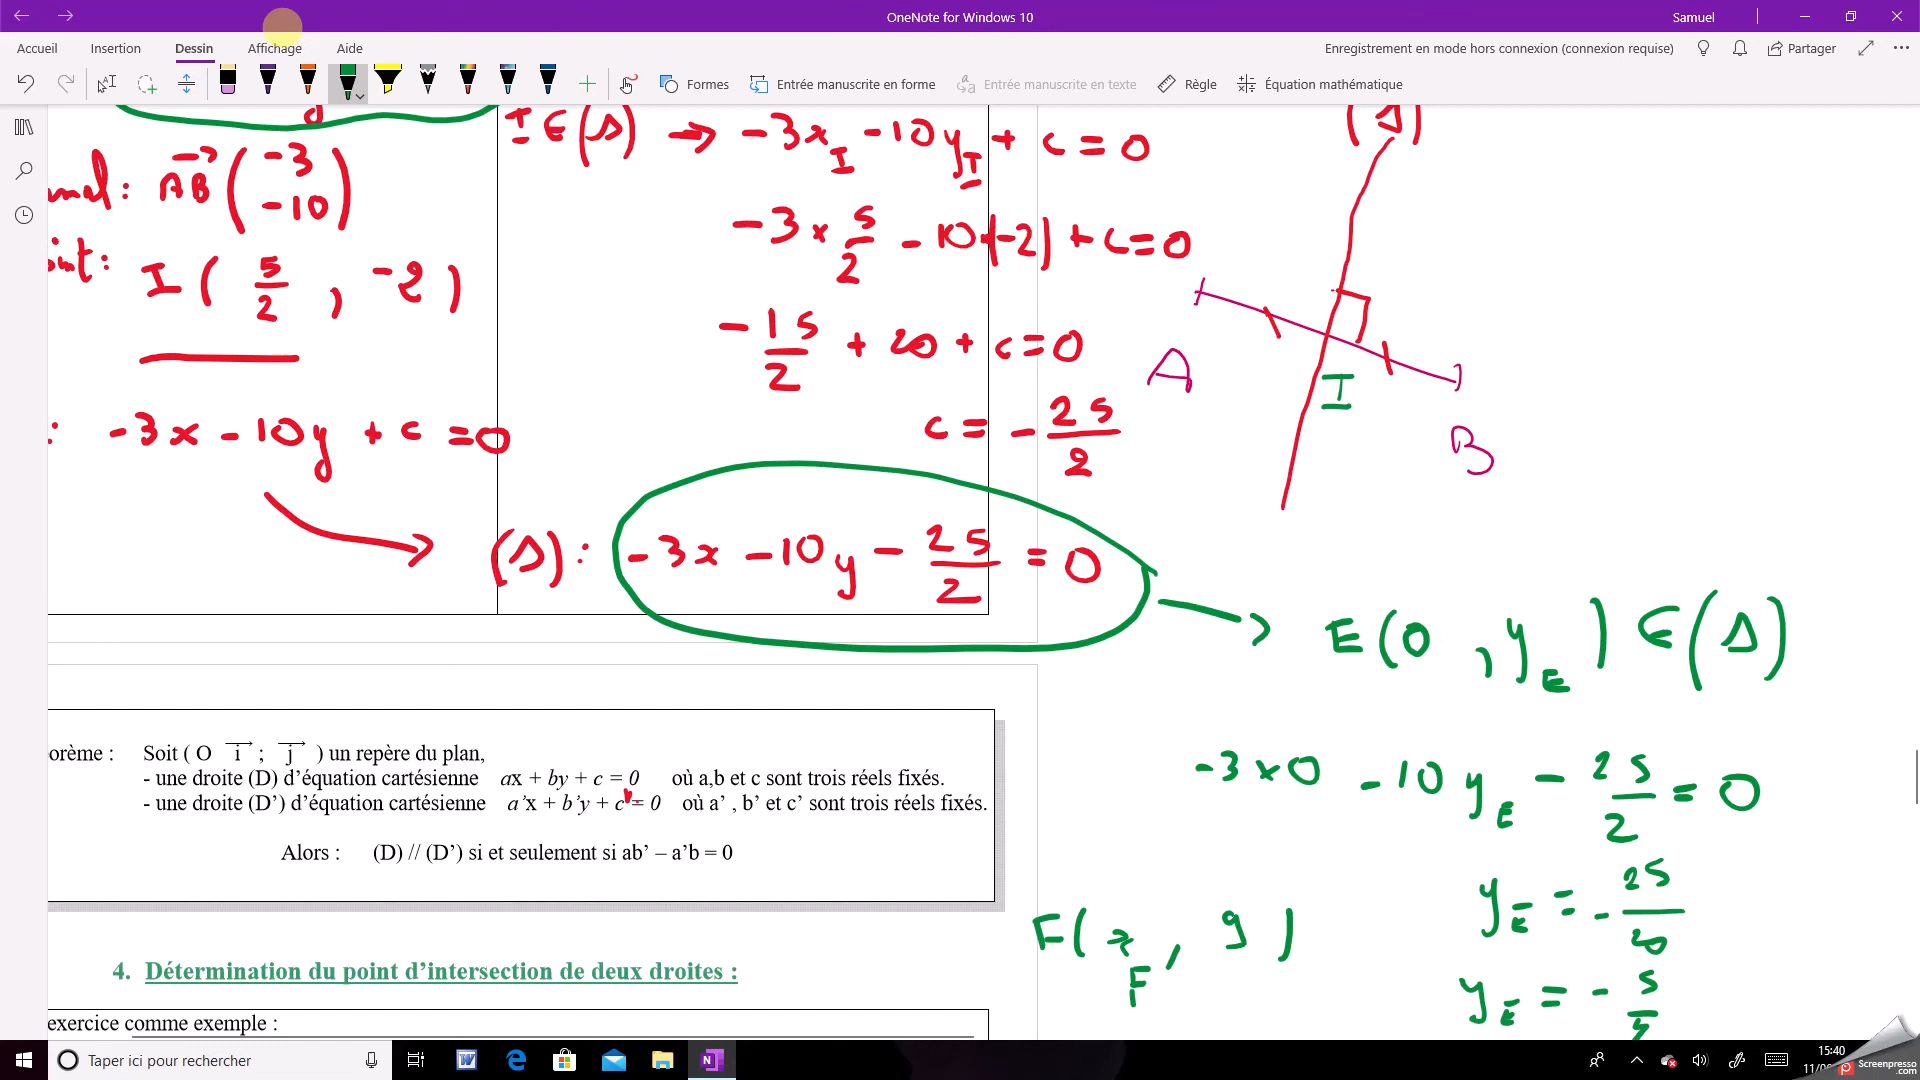 OneNote for Windows 10
Samuel
Accueil
Insertion
Dessin
Affichage
Aide
Enregistrement en mode hors connexion (connexion requise)
Partager
Formes
Entrée manuscrite en forme
Entrée manuscrite en texte
Règle
Équation mathématique
mal : AB (-3 -10)
int :
I ( 5/2 , -2 )
: -3x - 10y + c = 0
I ∈ (Δ) → -3x_I - 10y_I + c = 0
-3 × 5/2 - 10×(-2) + c = 0
-15/2 + 20 + c = 0
c = - 25/2
(Δ) : -3x - 10y - 25/2 = 0
(Δ)
A
I
B
E(0 , y_E) ∈ (Δ)
-3×0 - 10y_E - 25/2 = 0
y_E = - 25/20
y_E = - 5/
F( x_F , 9 )
orème : Soit ( O i ; j ) un repère du plan,
- une droite (D) d’équation cartésienne ax + by + c = 0 où a,b et c sont trois réels fixés.
- une droite (D’) d’équation cartésienne a’x + b’y + c’ = 0 où a’ , b’ et c’ sont trois réels fixés.
Alors : (D) // (D’) si et seulement si ab’ – a’b = 0
4. Détermination du point d’intersection de deux droites :
exercice comme exemple :
Taper ici pour rechercher
15:40
Screenpresso
.com